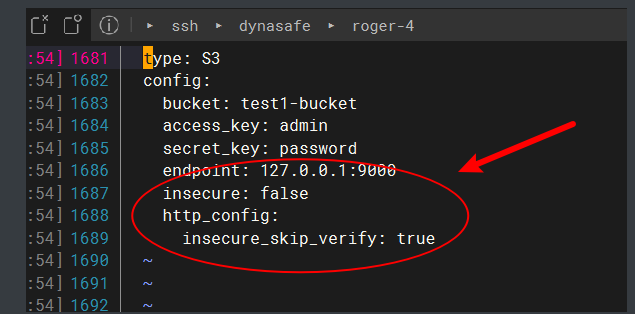 ssh ▸ dynasafe ▸ roger-4
:54] 1681 type: S3
:54] 1682 config:
:54] 1683 bucket: test1-bucket
:54] 1684 access_key: admin
:54] 1685 secret_key: password
:54] 1686 endpoint: 127.0.0.1:9000
:54] 1687 insecure: false
:54] 1688 http_config:
:54] 1689 insecure_skip_verify: true
:54] 1690 ~
:54] 1691 ~
:54] 1692 ~